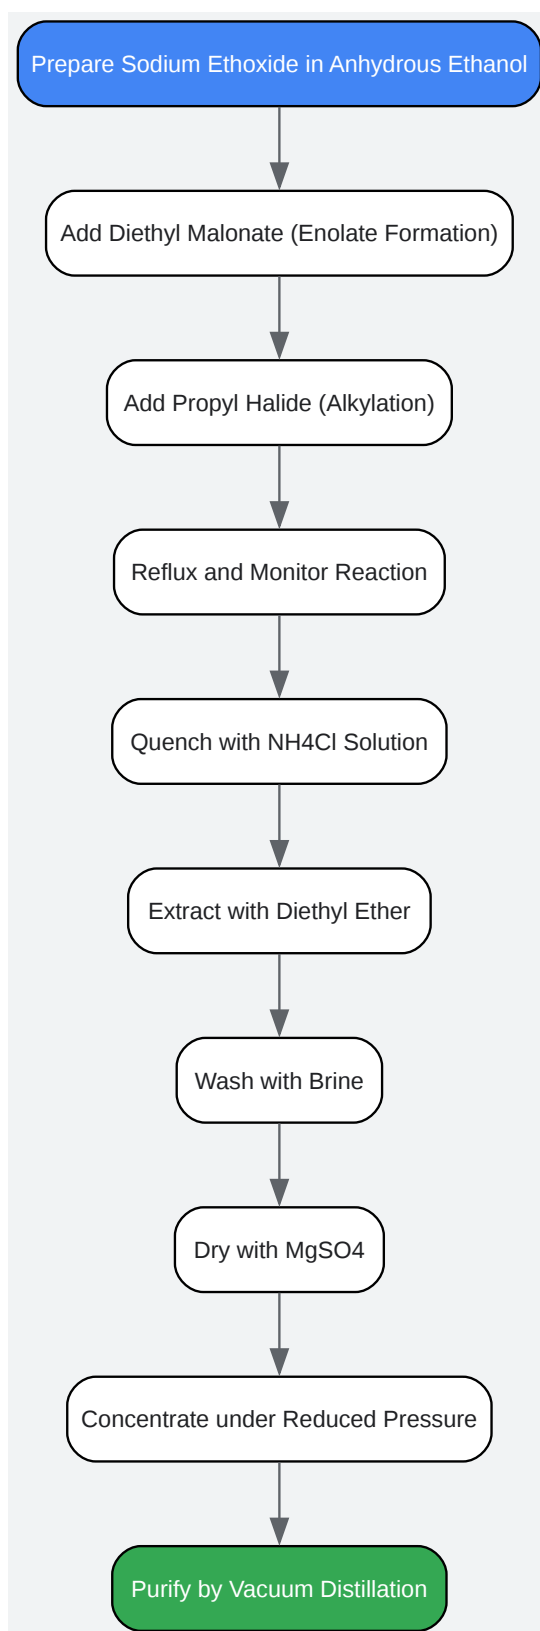 Prepare Sodium Ethoxide in Anhydrous Ethanol
Add Diethyl Malonate (Enolate Formation)
Add Propyl Halide (Alkylation)
Reflux and Monitor Reaction
Quench with NH4Cl Solution
Extract with Diethyl Ether
Wash with Brine
Dry with MgSO4
Concentrate under Reduced Pressure
Purify by Vacuum Distillation